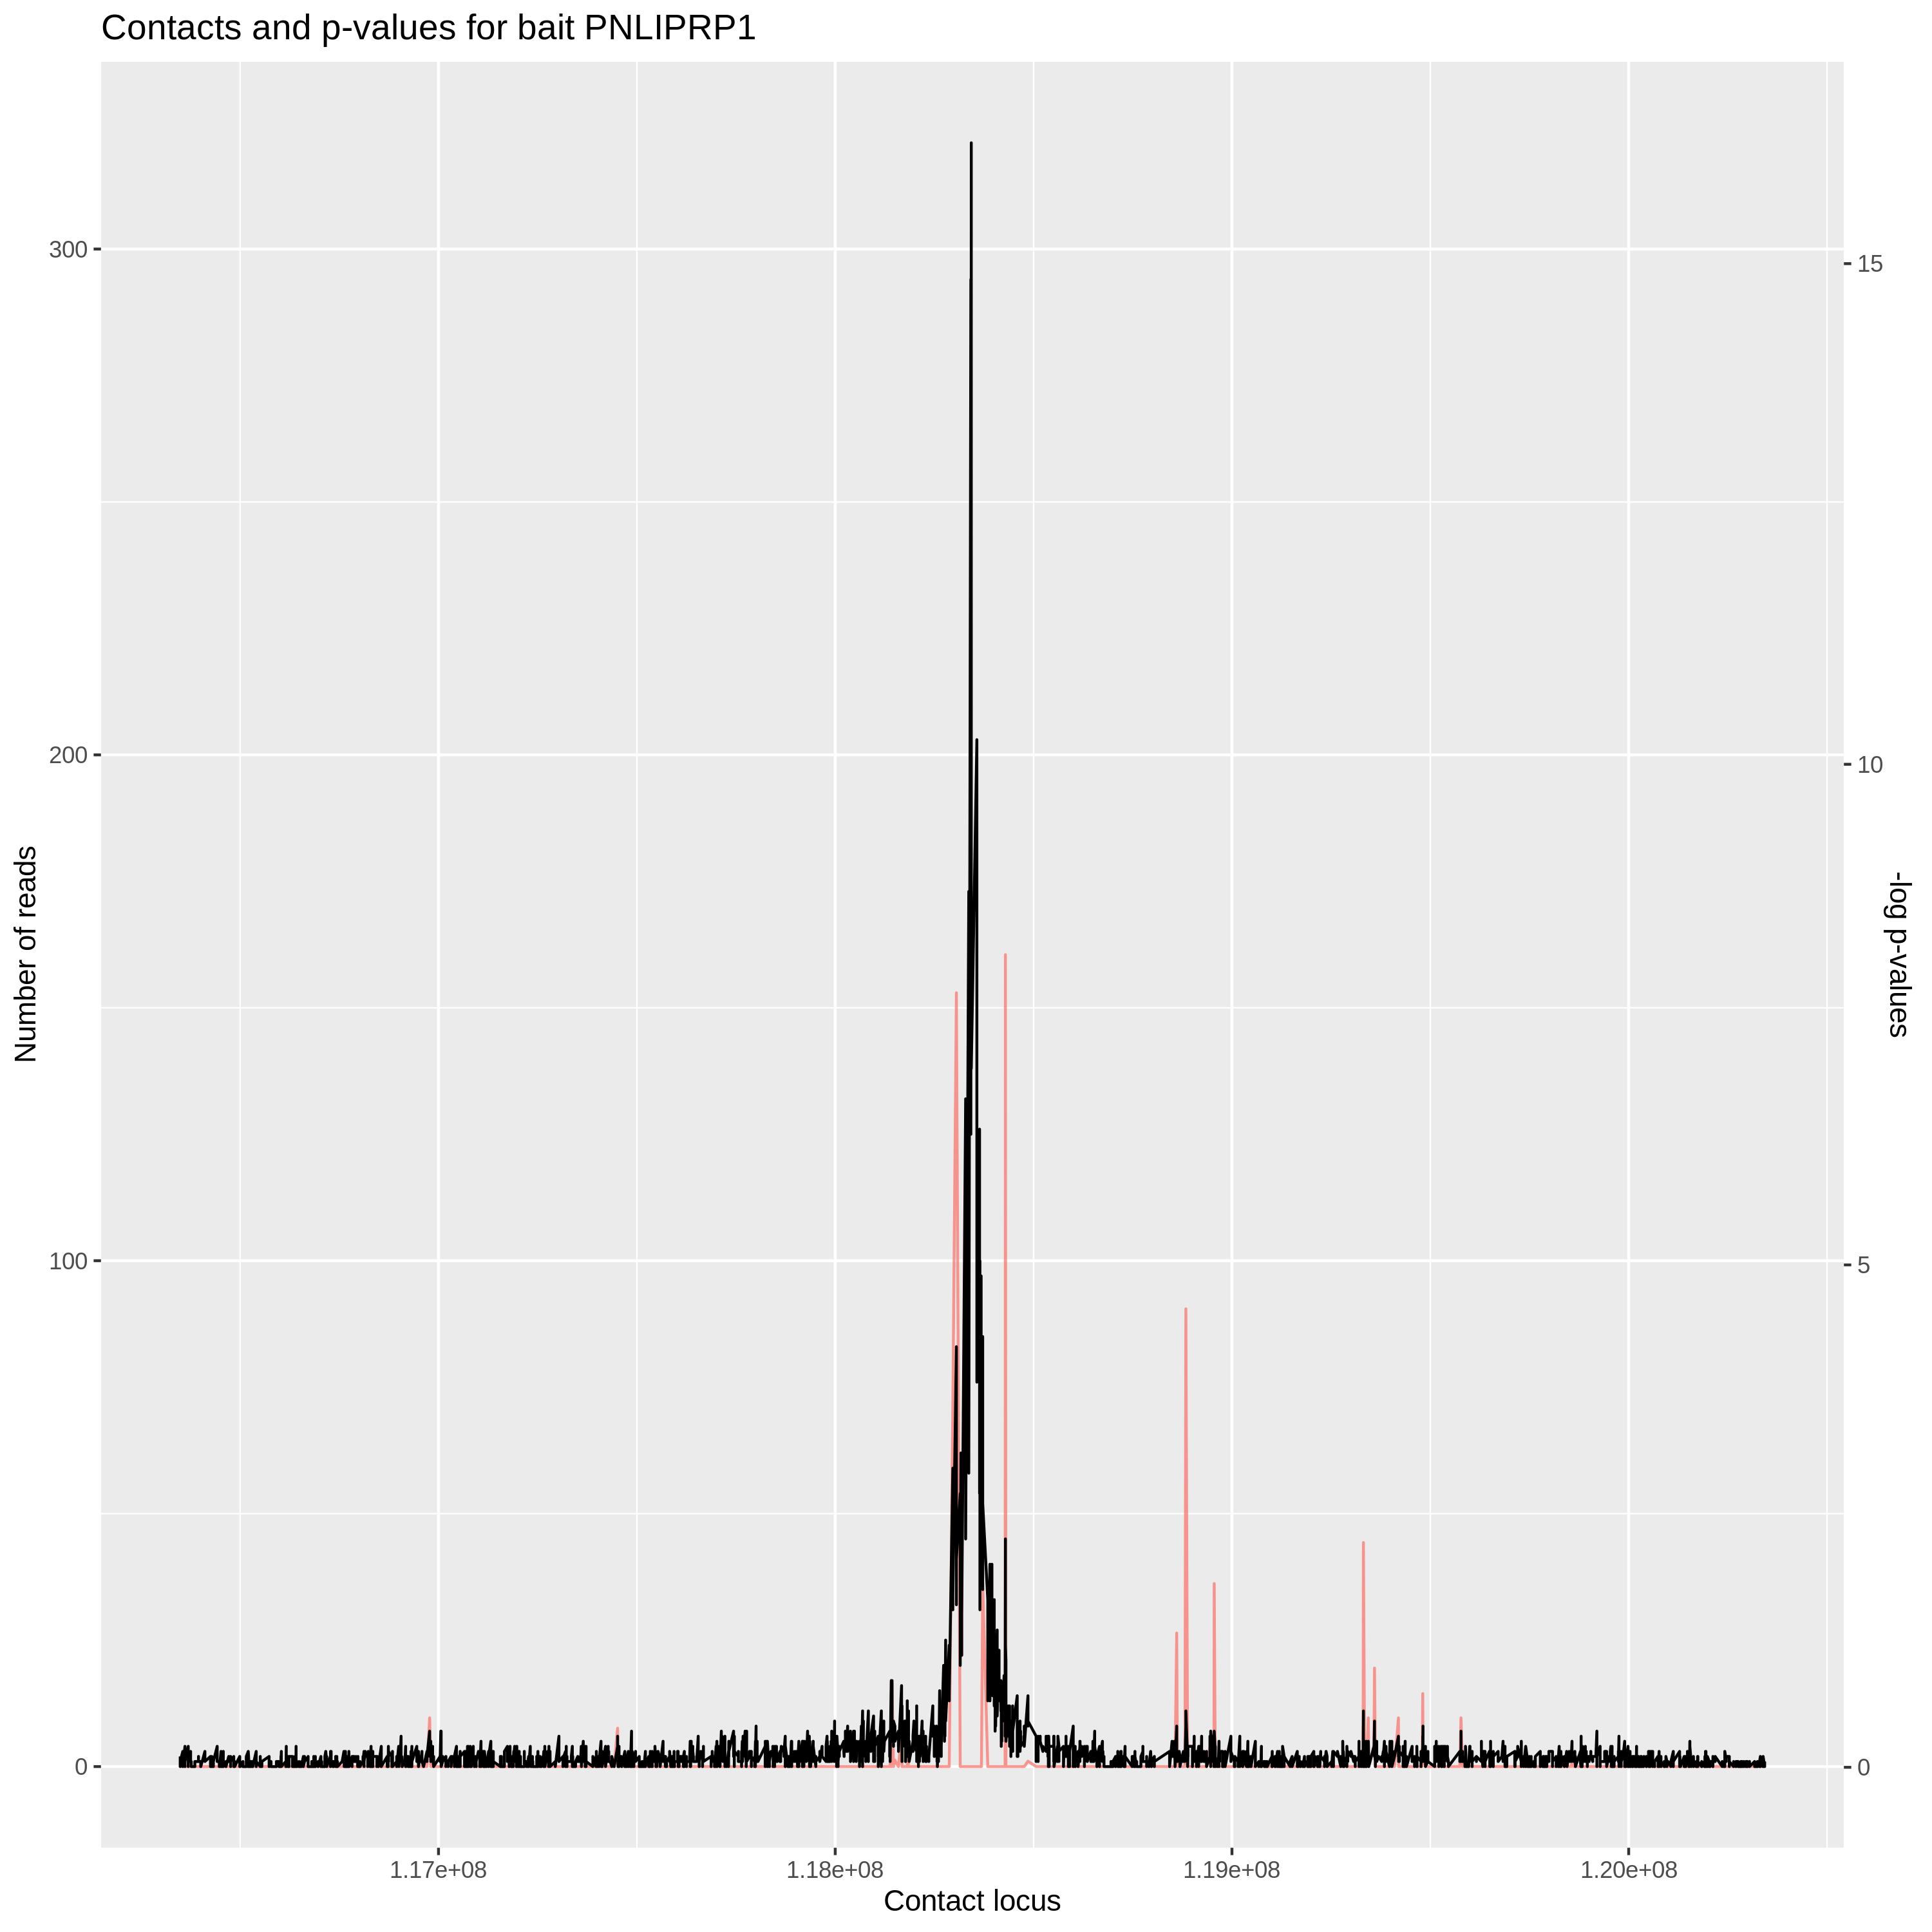 Contacts and p-values for bait PNLIPRP1
300
200
100
0
15
10
5
0
Number of reads
-log p-values
1.17e+08
1.18e+08
1.19e+08
1.20e+08
Contact locus